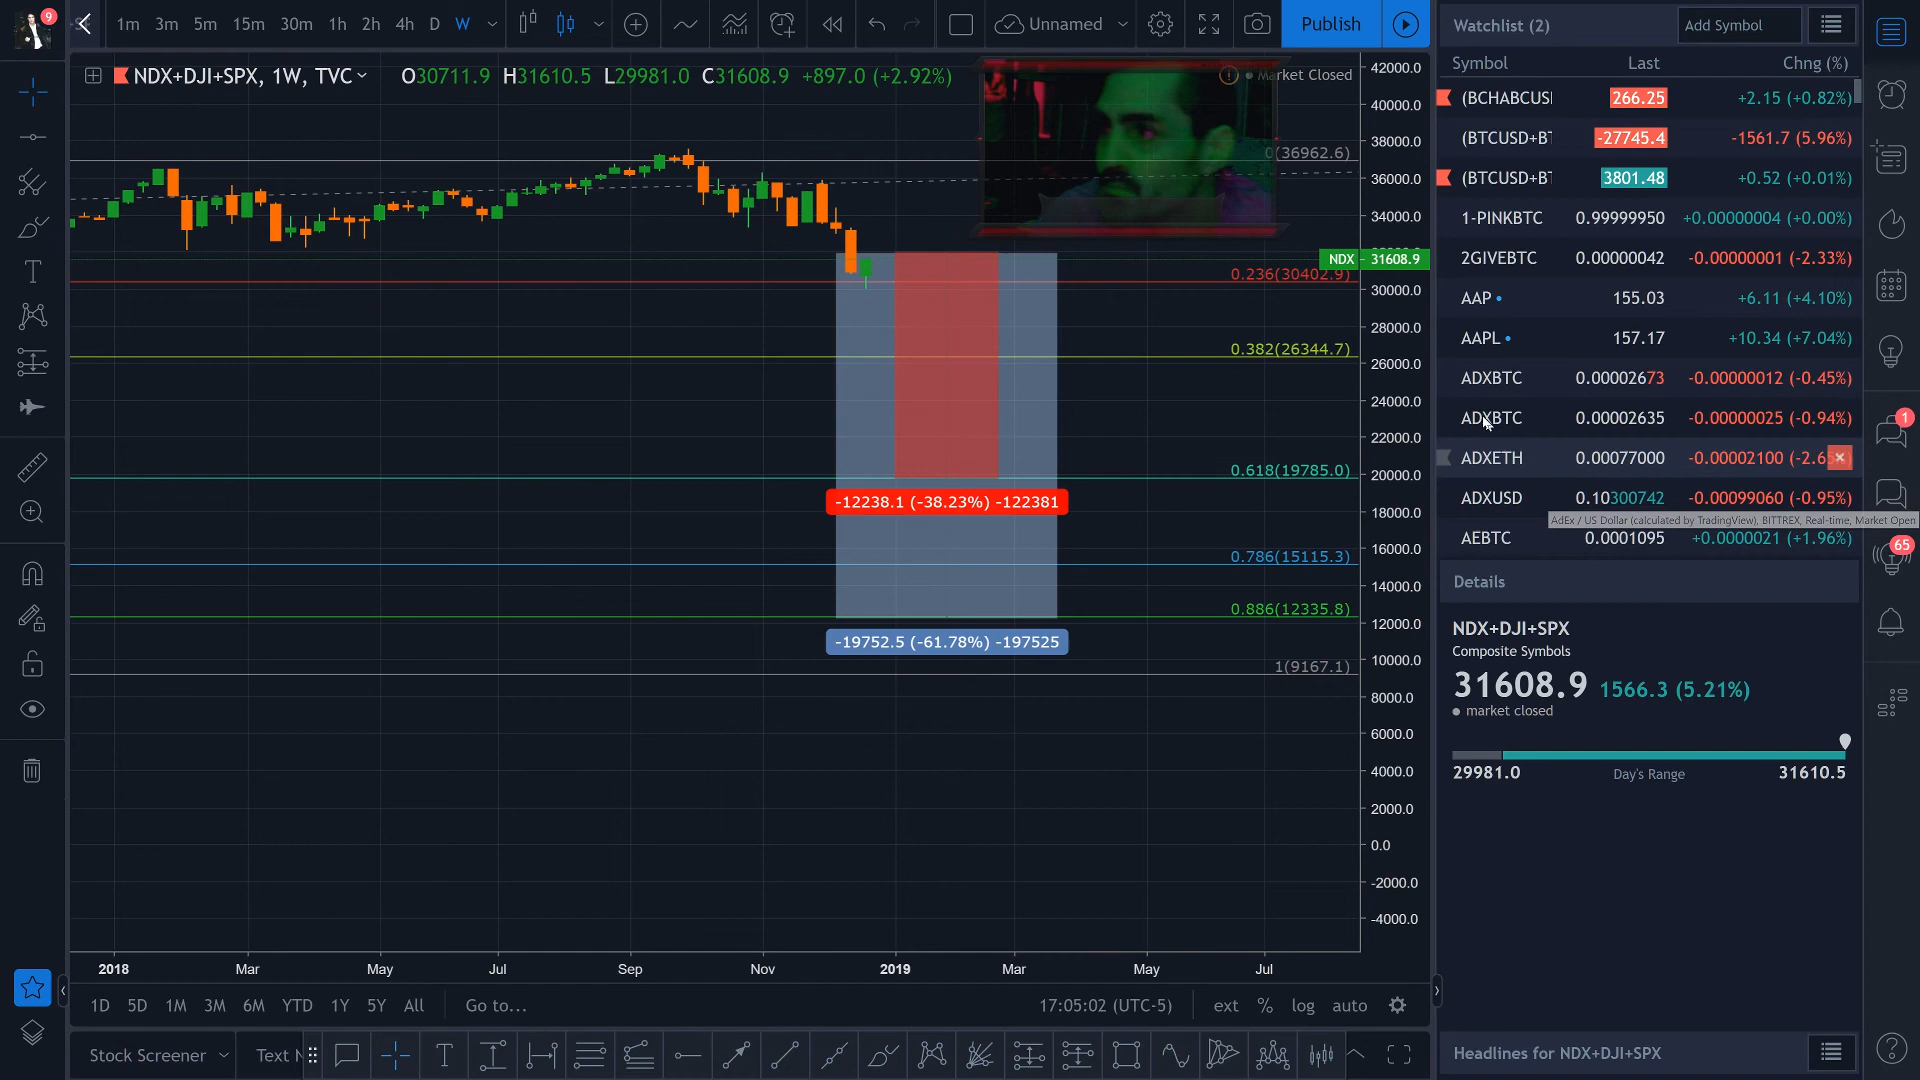 9
1m 3m 5m 15m 30m 1h 2h 4h D W
Unnamed
Publish
NDX+DJI+SPX, 1W, TVC O30711.9 H31610.5 L29981.0 C31608.9 +897.0 (+2.92%)
Market Closed
0(36962.6)
0.236(30402.9)
0.382(26344.7)
0.618(19785.0)
0.786(15115.3)
0.886(12335.8)
1(9167.1)
-12238.1 (-38.23%) -122381
-19752.5 (-61.78%) -197525
42000.0
40000.0
38000.0
36000.0
34000.0
NDX 31608.9
30000.0
28000.0
26000.0
24000.0
22000.0
20000.0
18000.0
16000.0
14000.0
12000.0
10000.0
8000.0
6000.0
4000.0
2000.0
0.0
-2000.0
-4000.0
2018 Mar May Jul Sep Nov 2019 Mar May Jul
1D 5D 1M 3M 6M YTD 1Y 5Y All Go to...
17:05:02 (UTC-5) ext % log auto
Stock Screener Text N
Watchlist (2) Add Symbol
Symbol Last Chng (%)
(BCHABCUSI 266.25 +2.15 (+0.82%)
(BTCUSD+BT -27745.4 -1561.7 (5.96%)
(BTCUSD+BT 3801.48 +0.52 (+0.01%)
1-PINKBTC 0.99999950 +0.00000004 (+0.00%)
2GIVEBTC 0.00000042 -0.00000001 (-2.33%)
AAP 155.03 +6.11 (+4.10%)
AAPL 157.17 +10.34 (+7.04%)
ADXBTC 0.00002673 -0.00000012 (-0.45%)
ADXBTC 0.00002635 -0.00000025 (-0.94%)
ADXETH 0.00077000 -0.00002100 (-2.65
ADXUSD 0.10300742 -0.00099060 (-0.95%)
AdEx / US Dollar (calculated by TradingView), BITTREX, Real-time, Market Open
AEBTC 0.0001095 +0.0000021 (+1.96%)
Details
NDX+DJI+SPX
Composite Symbols
31608.9 1566.3 (5.21%)
market closed
29981.0 Day's Range 31610.5
Headlines for NDX+DJI+SPX
1
65